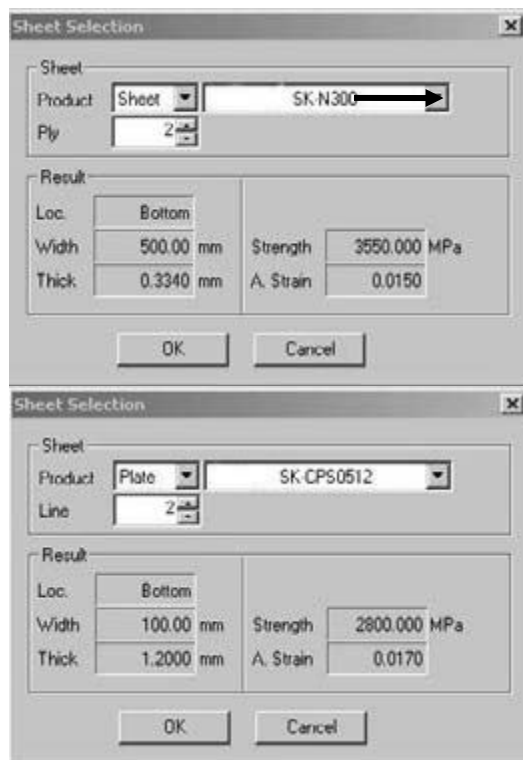 Sheet Selection
Sheet
Product Sheet SK-N300
Ply 2
Result
Loc. Bottom
Width 500.00 mm Strength 3550.000 MPa
Thick 0.3340 mm A. Strain 0.0150
OK Cancel
Sheet Selection
Sheet
Product Plate SK-CPS0512
Line 2
Result
Loc. Bottom
Width 100.00 mm Strength 2800.000 MPa
Thick 1.2000 mm A. Strain 0.0170
OK Cancel